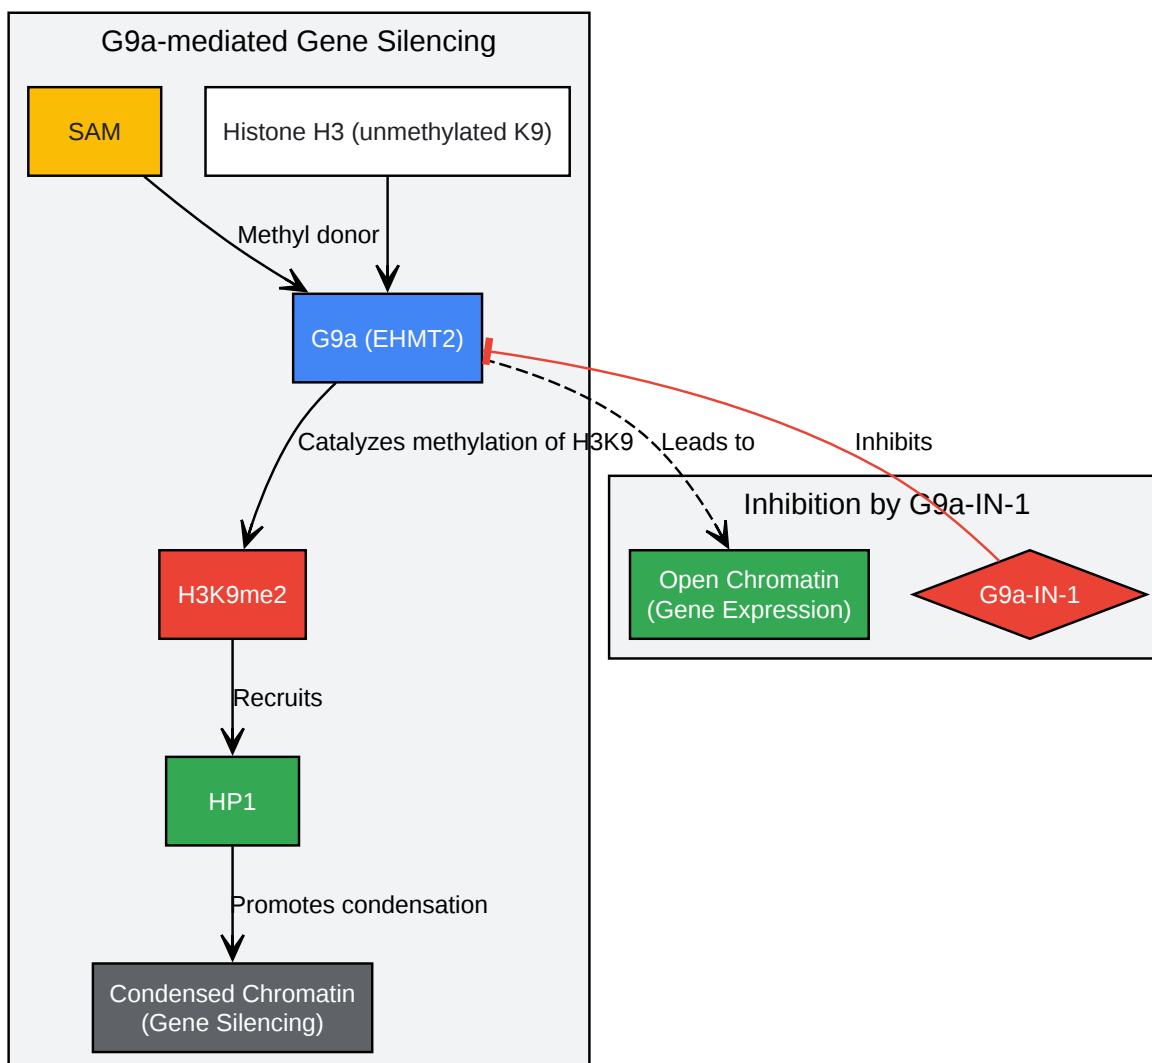 G9a-mediated Gene Silencing
SAM
Histone H3 (unmethylated K9)
Methyl donor
G9a (EHMT2)
Catalyzes methylation of H3K9
Leads to
Inhibits
Inhibition by G9a-IN-1
H3K9me2
Open Chromatin
(Gene Expression)
G9a-IN-1
Recruits
HP1
Promotes condensation
Condensed Chromatin
(Gene Silencing)